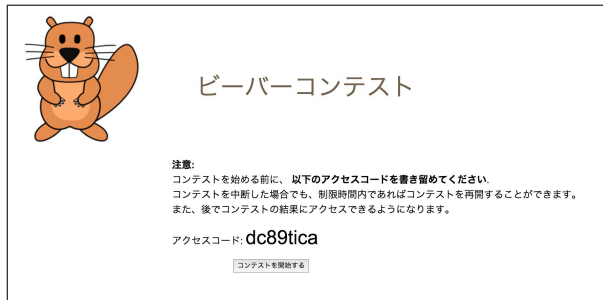 ビーバーコンテスト
注意:
コンテストを始める前に、 以下のアクセスコードを書き留めてください.
コンテストを中断した場合でも、制限時間内であればコンテストを再開することができます。
また、後でコンテストの結果にアクセスできるようになります。
アクセスコード: dc89tica
コンテストを開始する